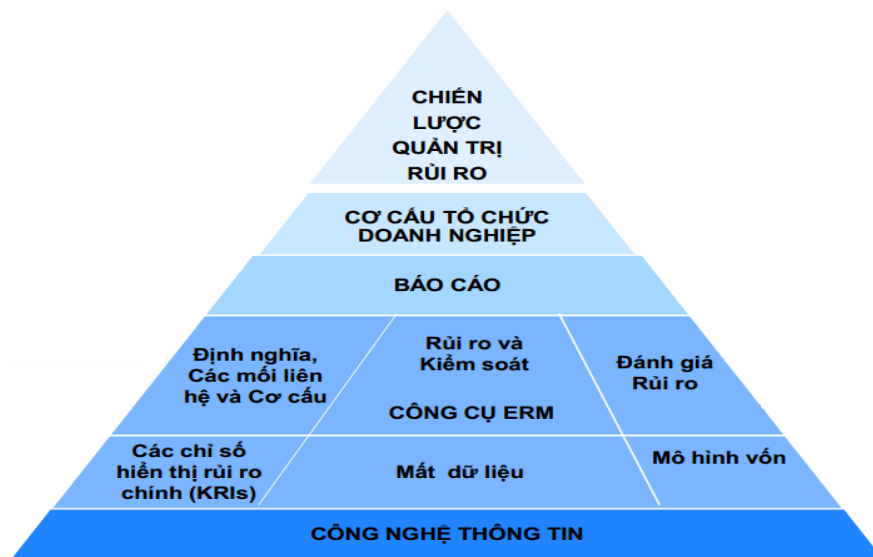 CHIẾN
LƯỢC
QUẢN TRỊ
RỦI RO
CƠ CẤU TỔ CHỨC
DOANH NGHIỆP
BÁO CÁO
Định nghĩa,
Các mối liên
hệ và Cơ cấu
Rủi ro và
Kiểm soát
Đánh giá
Rủi ro
CÔNG CỤ ERM
Các chỉ số
hiển thị rủi ro
chính (KRIs)
Mất dữ liệu
Mô hình vốn
CÔNG NGHỆ THÔNG TIN